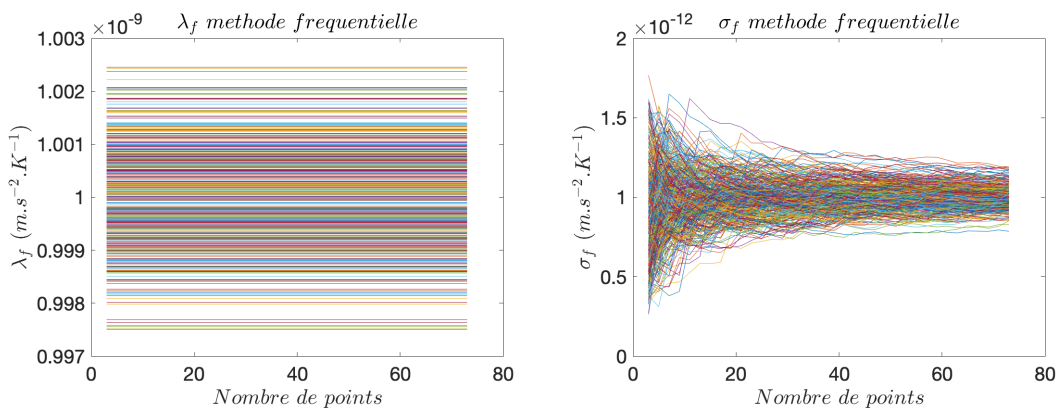 ×10⁻⁹ λ_f methode frequentielle
1.003
1.002
1.001
1
0.999
0.998
0.997
λ_f (m.s⁻².K⁻¹)
0 20 40 60 80
Nombre de points
×10⁻¹² σ_f methode frequentielle
2
1.5
1
0.5
0
σ_f (m.s⁻².K⁻¹)
0 20 40 60 80
Nombre de points